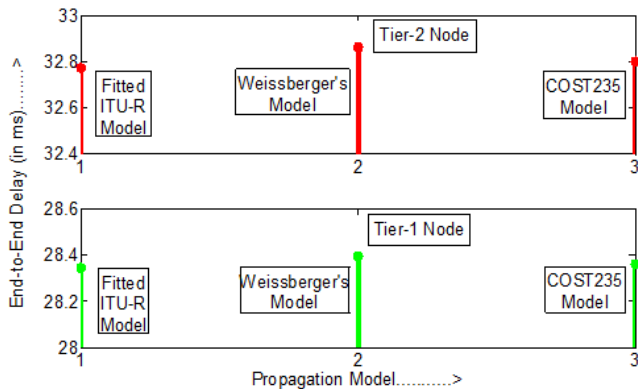 33
32.8
32.6
32.4
Tier-2 Node
Fitted
ITU-R
Model
Weissberger's
Model
COST235
Model
1
2
3
End-to-End Delay (in ms)........>
28.6
28.4
28.2
28
Tier-1 Node
Fitted
ITU-R
Model
Weissberger's
Model
COST235
Model
1
2
3
Propagation Model...........>